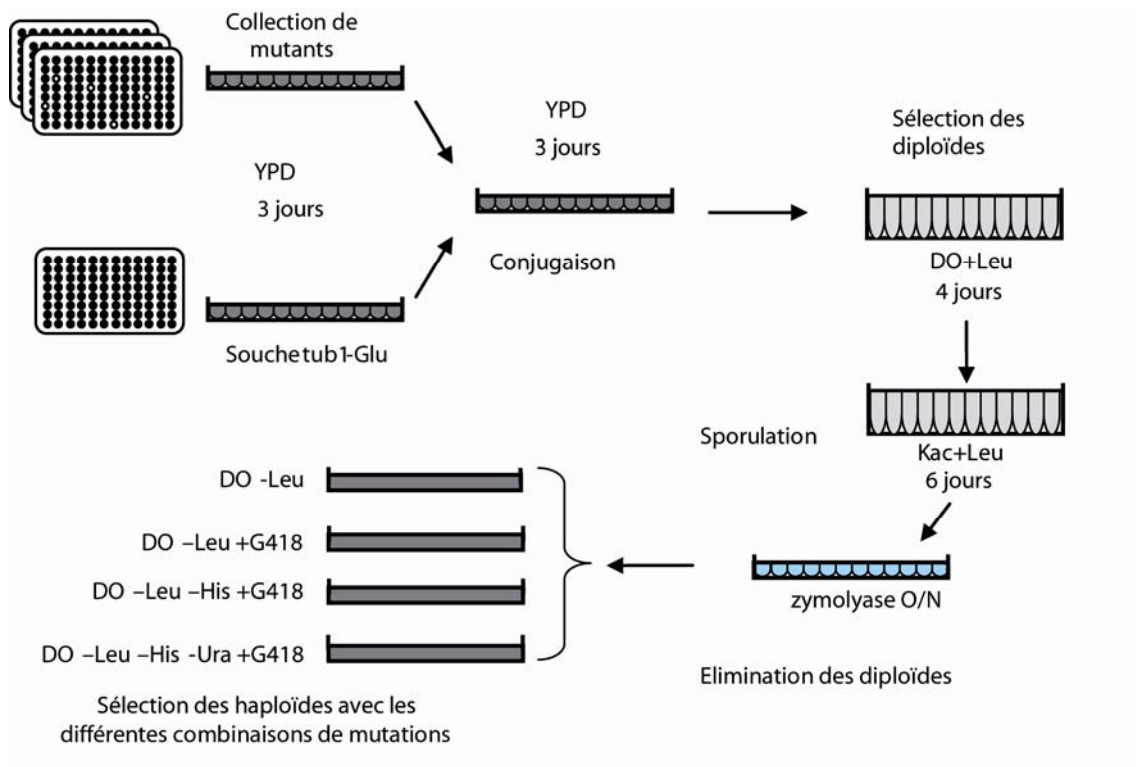 Collection de
mutants
YPD
3 jours
Souche tub1-Glu
YPD
3 jours
Conjugaison
Sélection des
diploïdes
DO+Leu
4 jours
Kac+Leu
6 jours
Sporulation
zymolyase O/N
Elimination des diploïdes
DO -Leu
DO –Leu +G418
DO –Leu –His +G418
DO –Leu –His -Ura +G418
Sélection des haploïdes avec les
différentes combinaisons de mutations